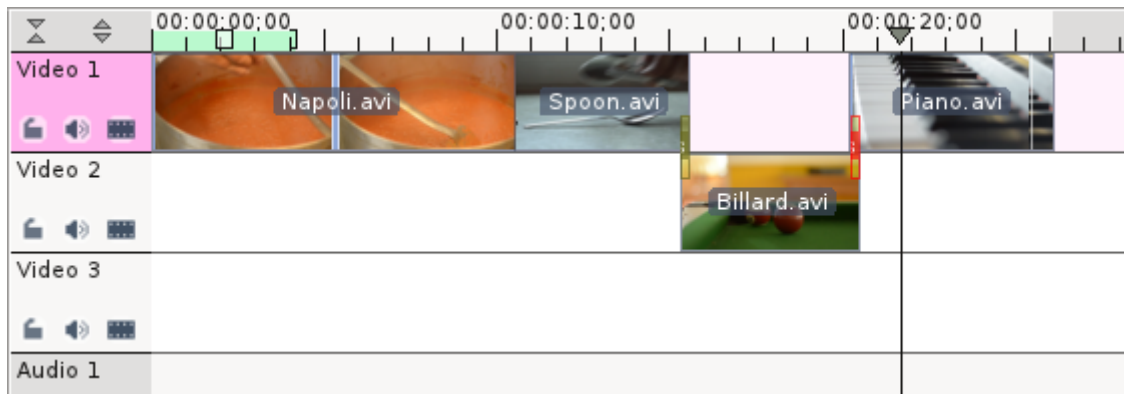 00:00:00;00 00:00:10;00 00:00:20;00
Video 1
Napoli.avi Spoon.avi Piano.avi
Video 2
Billard.avi
Video 3
Audio 1